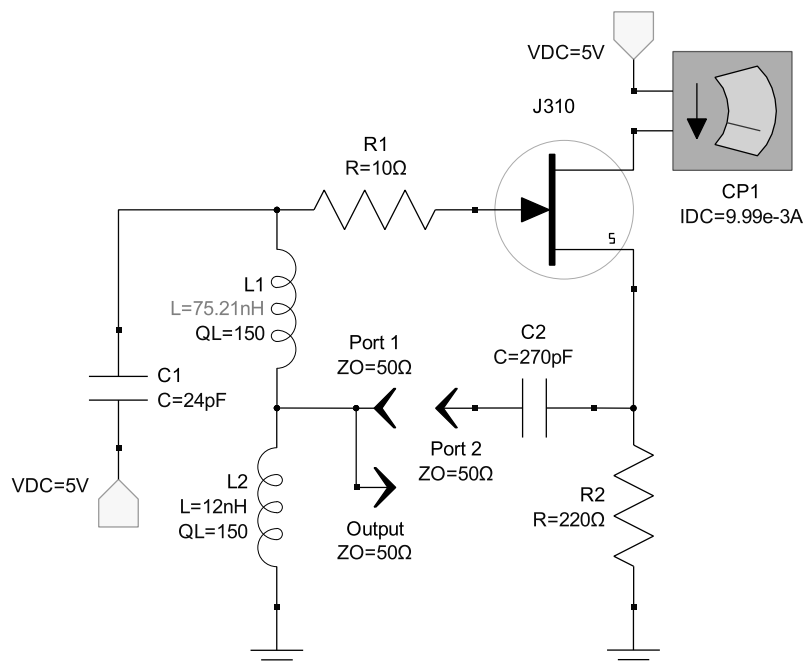 VDC=5V
J310
CP1
IDC=9.99e-3A
R1
R=10Ω
S
L1
L=75.21nH
QL=150
Port 1
ZO=50Ω
C2
C=270pF
C1
C=24pF
Port 2
ZO=50Ω
VDC=5V
L2
L=12nH
QL=150
R2
R=220Ω
Output
ZO=50Ω